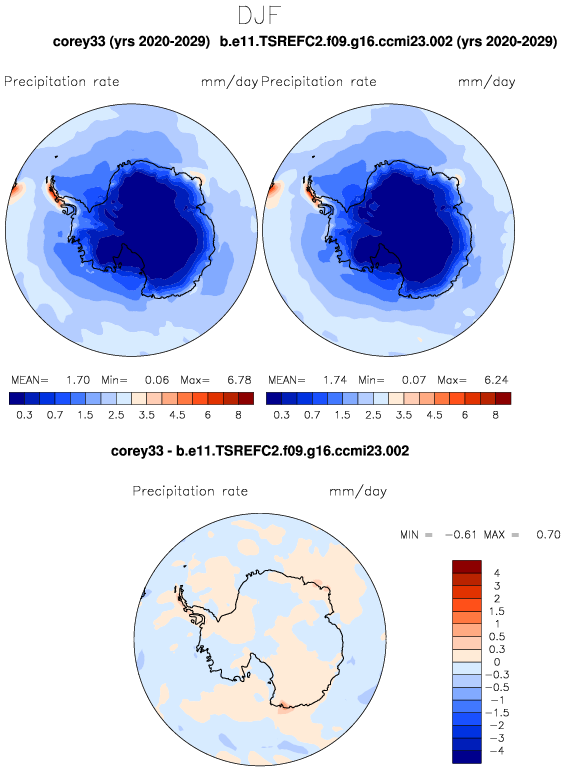 DJF
corey33 (yrs 2020-2029) b.e11.TSREFC2.f09.g16.ccmi23.002 (yrs 2020-2029)
Precipitation rate mm/day Precipitation rate mm/day
MEAN= 1.70 Min= 0.06 Max= 6.78 MEAN= 1.74 Min= 0.07 Max= 6.24
0.3 0.7 1.5 2.5 3.5 4.5 6 8 0.3 0.7 1.5 2.5 3.5 4.5 6 8
corey33 - b.e11.TSREFC2.f09.g16.ccmi23.002
Precipitation rate mm/day
MIN = -0.61 MAX = 0.70
4
3
2
1.5
1
0.5
0.3
0
-0.3
-0.5
-1
-1.5
-2
-3
-4